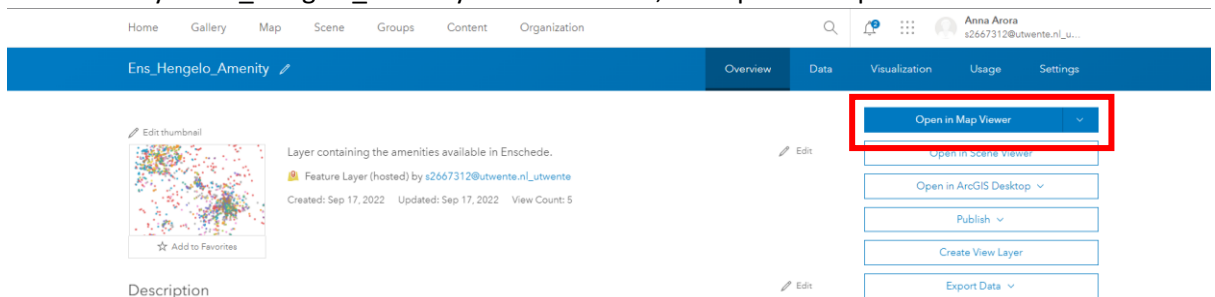 Home Gallery Map Scene Groups Content Organization
Anna Arora
s2667312@utwente.nl_u...
Ens_Hengelo_Amenity Overview Data Visualization Usage Settings
Open in Map Viewer
Edit thumbnail
Layer containing the amenities available in Enschede. Edit
Open in Scene Viewer
Feature Layer (hosted) by s2667312@utwente.nl_utwente
Open in ArcGIS Desktop
Created: Sep 17, 2022 Updated: Sep 17, 2022 View Count: 5
Publish
Add to Favorites
Create View Layer
Description Edit
Export Data